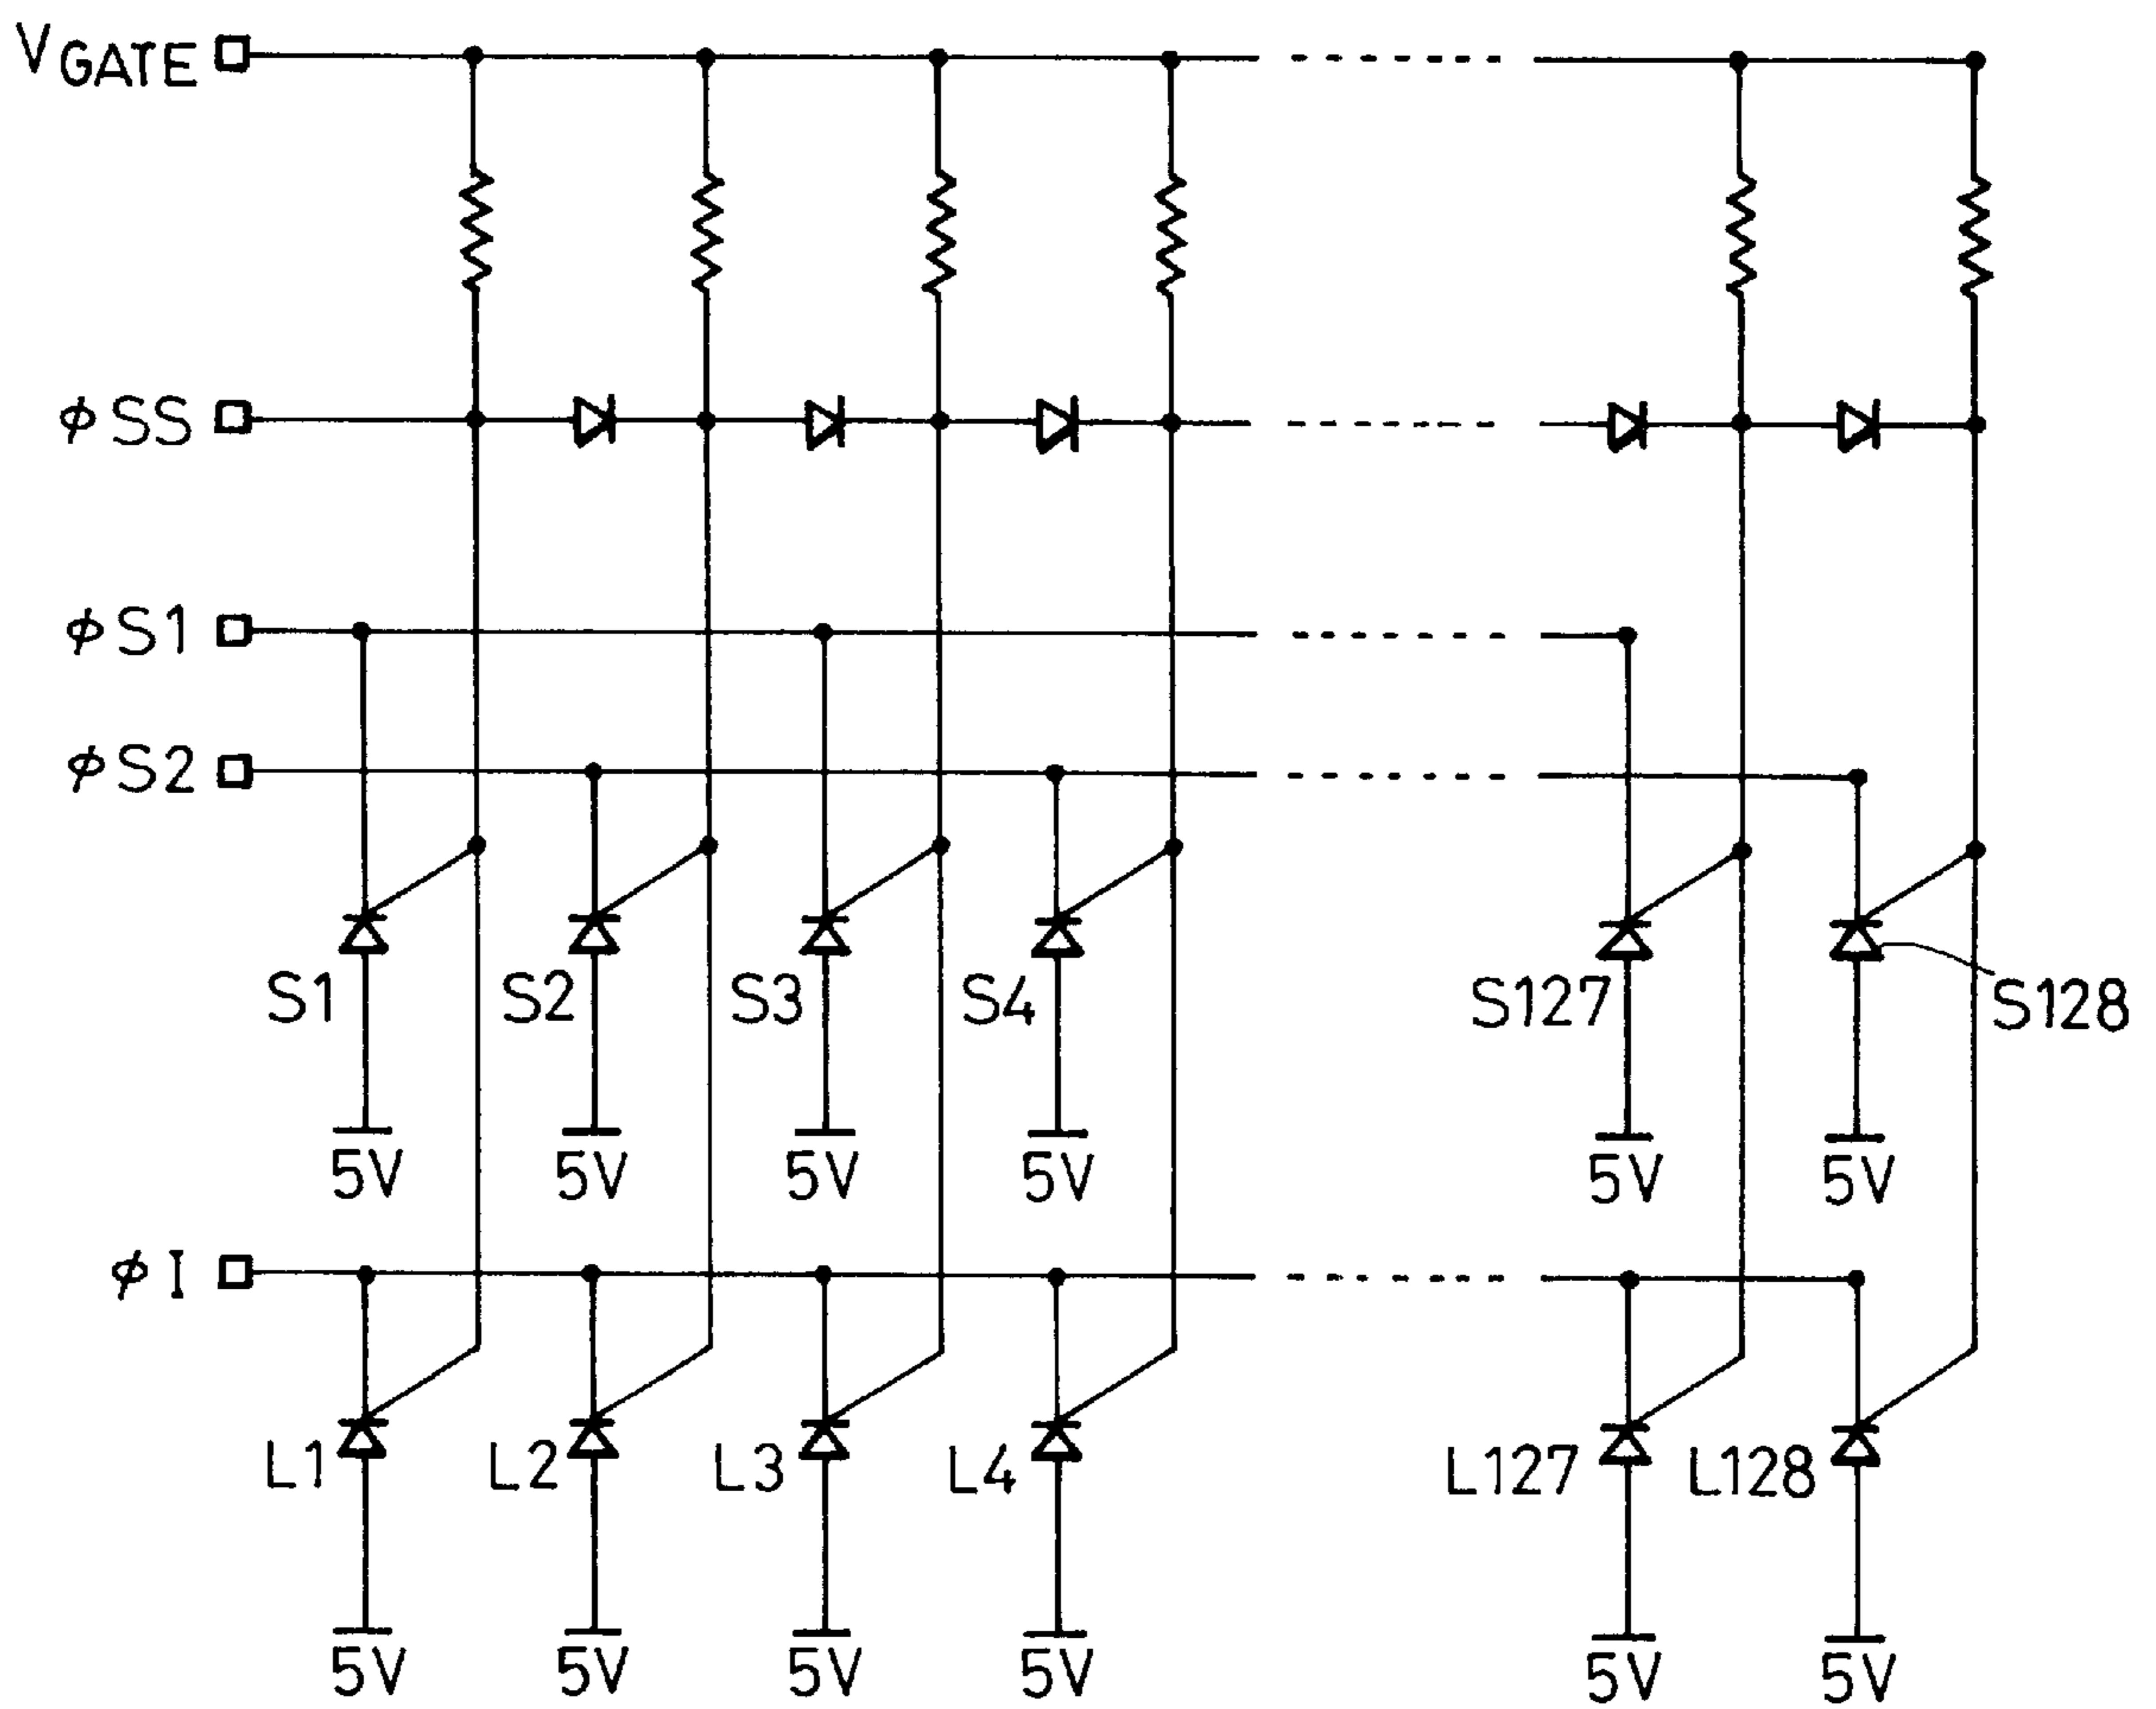 VGATE
φSS
φS1
φS2
S1 S2 S3 S4 S127 S128
5V 5V 5V 5V 5V 5V
φI
L1 L2 L3 L4 L127 L128
5V 5V 5V 5V 5V 5V